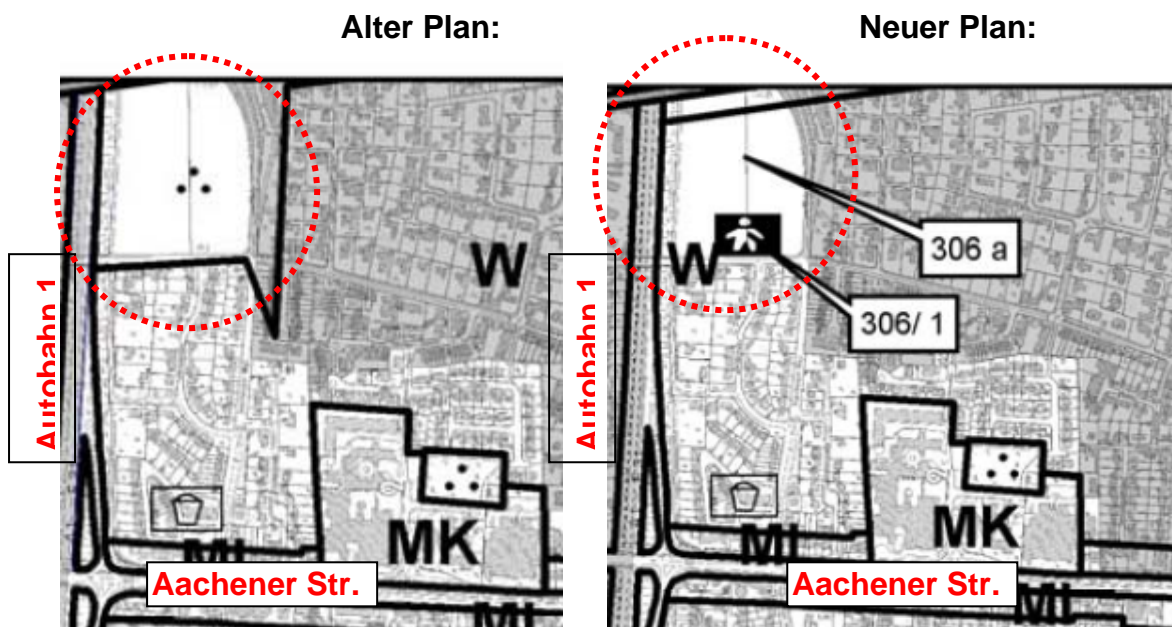 Alter Plan:
Neuer Plan:
W
Autobahn 1
MI
MK
Aachener Str.
MI
306 a
W
306/ 1
Autobahn 1
MI
MK
Aachener Str.
MI